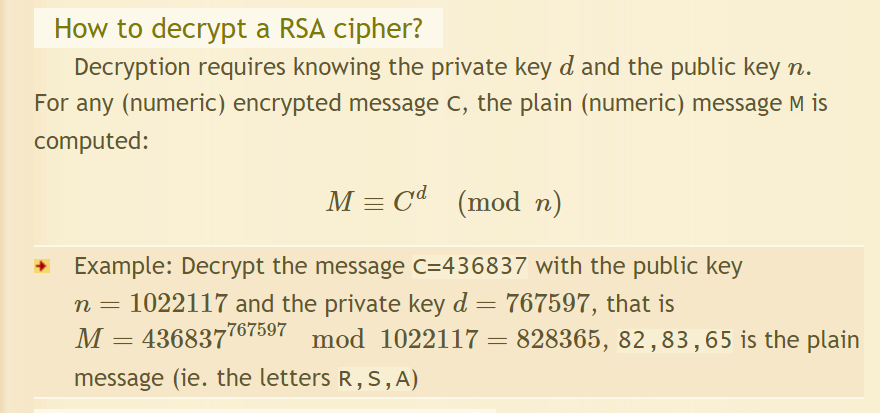 How to decrypt a RSA cipher?
Decryption requires knowing the private key d and the public key n.
For any (numeric) encrypted message C, the plain (numeric) message M is
computed:
M ≡ C^d (mod n)
Example: Decrypt the message C=436837 with the public key
n = 1022117 and the private key d = 767597, that is
M = 436837^767597 mod 1022117 = 828365, 82,83,65 is the plain
message (ie. the letters R,S,A)